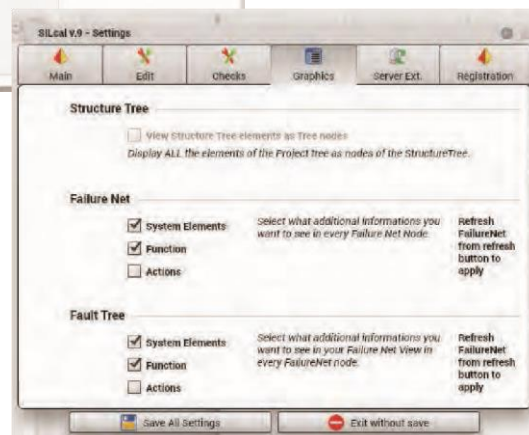 SILcal v.9 - Settings
Main Edit Checks Graphics Server Ext. Registration
Structure Tree
View Structure Tree elements as Tree nodes
Display ALL the elements of the Project tree as nodes of the StructureTree.
Failure Net
System Elements
Function
Actions
Select what additional informations you
want to see in every Failure Net Node.
Refresh
FailureNet
from refresh
button to
apply
Fault Tree
System Elements
Function
Actions
Select what additional informations you
want to see in your Failure Net View in
every FailureNet node.
Refresh
FailureNet
from refresh
button to
apply
Save All Settings Exit without save